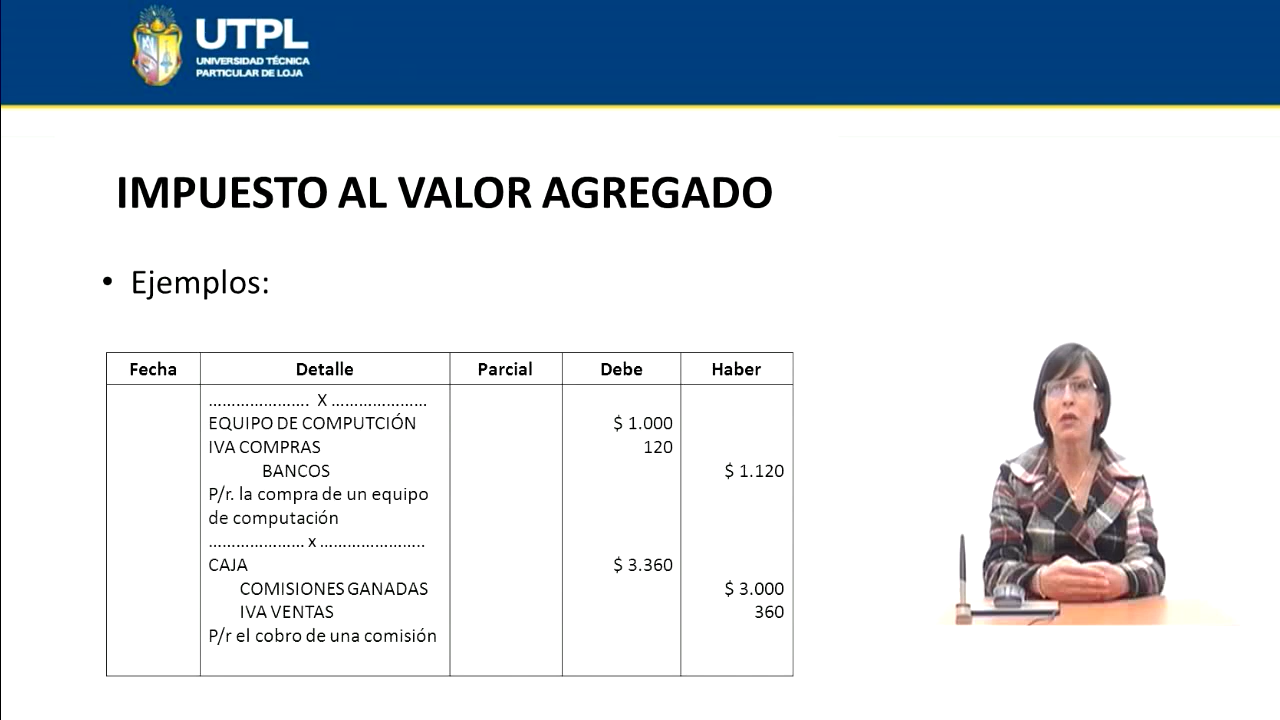 UTPL
UNIVERSIDAD TÉCNICA
PARTICULAR DE LOJA
IMPUESTO AL VALOR AGREGADO
• Ejemplos:
Fecha Detalle Parcial Debe Haber
.................... X .....................
EQUIPO DE COMPUTCIÓN $ 1.000
IVA COMPRAS 120
BANCOS $ 1.120
P/r. la compra de un equipo
de computación
..................... x .......................
CAJA $ 3.360
COMISIONES GANADAS $ 3.000
IVA VENTAS 360
P/r el cobro de una comisión